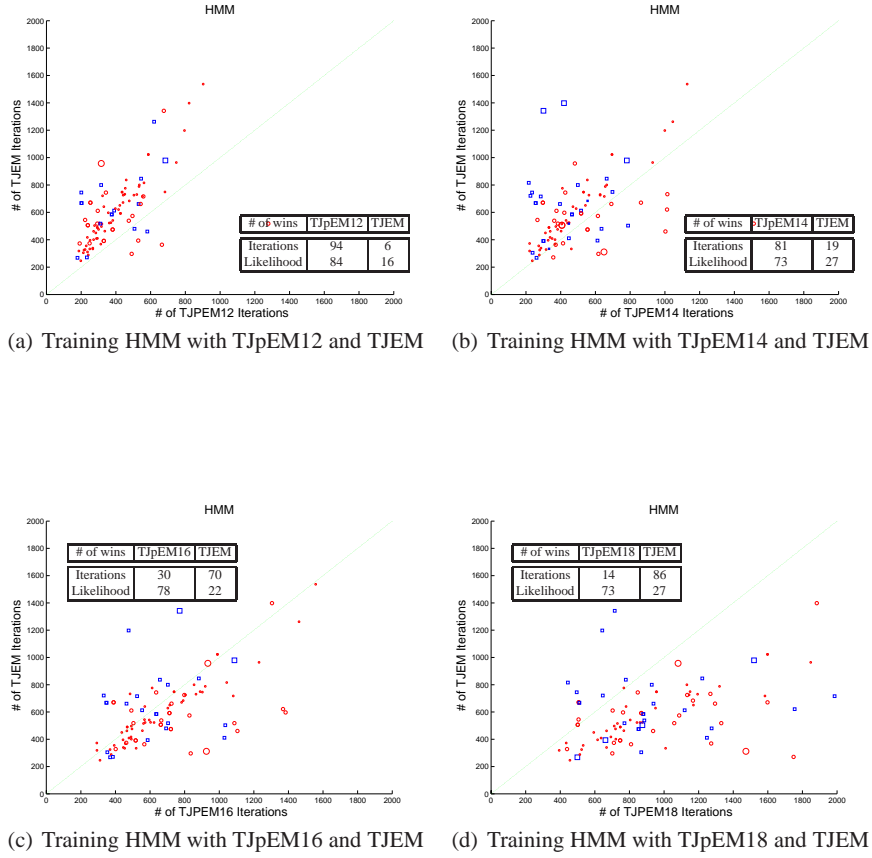 HMM
2000
1800
1600
1400
1200
1000
800
600
400
200
0
# of TJEM Iterations
# of wins TJpEM12 TJEM
Iterations 94 6
Likelihood 84 16
0 200 400 600 800 1000 1200 1400 1600 1800 2000
# of TJPEM12 Iterations
(a) Training HMM with TJpEM12 and TJEM
HMM
2000
1800
1600
1400
1200
1000
800
600
400
200
0
# of TJEM Iterations
# of wins TJpEM14 TJEM
Iterations 81 19
Likelihood 73 27
0 200 400 600 800 1000 1200 1400 1600 1800 2000
# of TJPEM14 Iterations
(b) Training HMM with TJpEM14 and TJEM
HMM
2000
1800
1600
1400
1200
1000
800
600
400
200
0
# of TJEM Iterations
# of wins TJpEM16 TJEM
Iterations 30 70
Likelihood 78 22
0 200 400 600 800 1000 1200 1400 1600 1800 2000
# of TJPEM16 Iterations
(c) Training HMM with TJpEM16 and TJEM
HMM
2000
1800
1600
1400
1200
1000
800
600
400
200
0
# of TJEM Iterations
# of wins TJpEM18 TJEM
Iterations 14 86
Likelihood 73 27
0 200 400 600 800 1000 1200 1400 1600 1800 2000
# of TJPEM18 Iterations
(d) Training HMM with TJpEM18 and TJEM